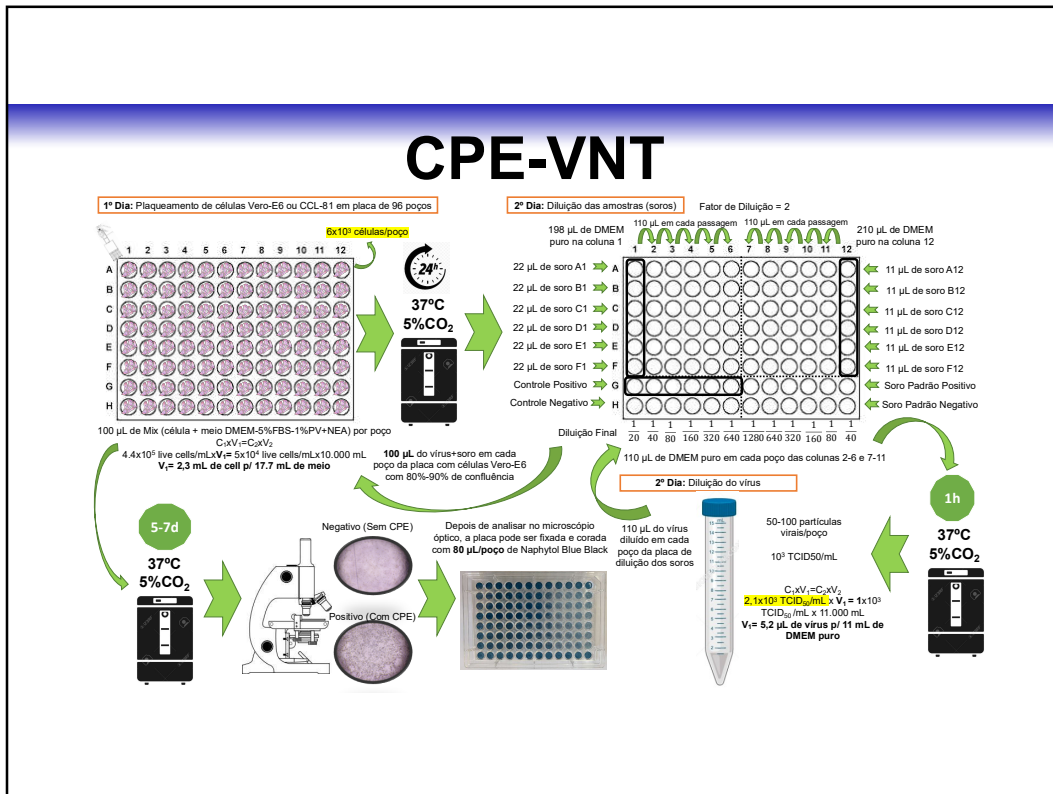 CPE-VNT
1º Dia: Plaqueamento de células Vero-E6 ou CCL-81 em placa de 96 poços
6x10³ células/poço
1 2 3 4 5 6 7 8 9 10 11 12
A
B
C
D
E
F
G
H
100 µL de Mix (célula + meio DMEM-5%FBS-1%PV+NEA) por poço
C₁xV₁=C₂xV₂
4.4x10⁵ live cells/mLxV₁= 5x10⁴ live cells/mLx10.000 mL
V₁= 2,3 mL de cell p/ 17.7 mL de meio
24h
37ºC
5%CO₂
2º Dia: Diluição das amostras (soros)
Fator de Diluição = 2
198 µL de DMEM
puro na coluna 1
110 µL em cada passagem
110 µL em cada passagem
210 µL de DMEM
puro na coluna 12
1 2 3 4 5 6 7 8 9 10 11 12
22 µL de soro A1 A 11 µL de soro A12
22 µL de soro B1 B 11 µL de soro B12
22 µL de soro C1 C 11 µL de soro C12
22 µL de soro D1 D 11 µL de soro D12
22 µL de soro E1 E 11 µL de soro E12
22 µL de soro F1 F 11 µL de soro F12
Controle Positivo G Soro Padrão Positivo
Controle Negativo H Soro Padrão Negativo
Diluição Final 1/20 1/40 1/80 1/160 1/320 1/640 1/1280 1/640 1/320 1/160 1/80 1/40
110 µL de DMEM puro em cada poço das colunas 2-6 e 7-11
100 µL do vírus+soro em cada
poço da placa com células Vero-E6
com 80%-90% de confluência
2º Dia: Diluição do vírus
110 µL do vírus
diluído em cada
poço da placa de
diluição dos soros
50-100 partículas
virais/poço
10³ TCID50/mL
C₁xV₁=C₂xV₂
2,1x10³ TCID₅₀/mL x V₁ = 1x10³
TCID₅₀ /mL x 11.000 mL
V₁= 5,2 µL de vírus p/ 11 mL de
DMEM puro
1h
37ºC
5%CO₂
5-7d
37ºC
5%CO₂
Negativo (Sem CPE)
Positivo (Com CPE)
Depois de analisar no microscópio
óptico, a placa pode ser fixada e corada
com 80 µL/poço de Naphytol Blue Black